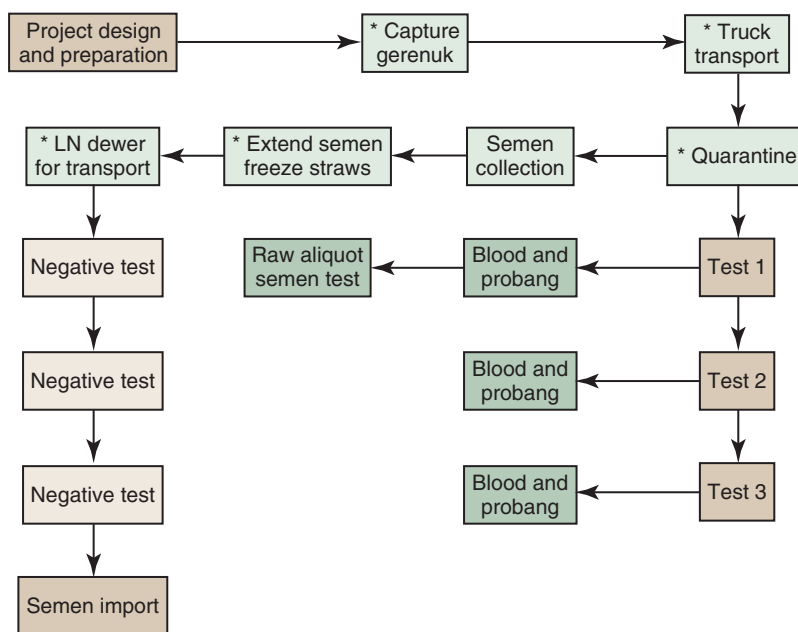 Project design
and preparation
* Capture
gerenuk
* Truck
transport
* LN dewer
for transport
* Extend semen
freeze straws
Semen
collection
* Quarantine
Negative test
Raw aliquot
semen test
Blood and
probang
Test 1
Negative test
Blood and
probang
Test 2
Negative test
Blood and
probang
Test 3
Semen import